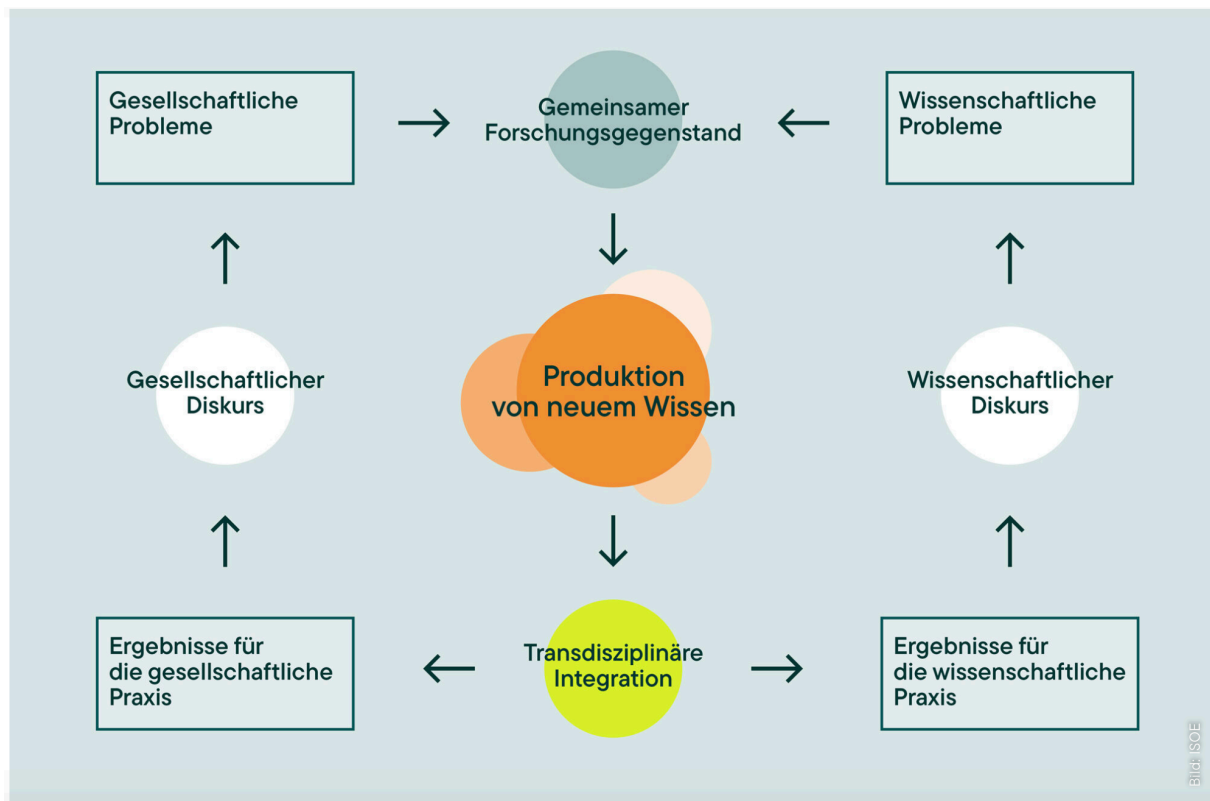 Gesellschaftliche
Probleme
Gemeinsamer
Forschungsgegenstand
Wissenschaftliche
Probleme
Gesellschaftlicher
Diskurs
Produktion
von neuem Wissen
Wissenschaftlicher
Diskurs
Ergebnisse für
die gesellschaftliche
Praxis
Transdisziplinäre
Integration
Ergebnisse für
die wissenschaftliche
Praxis
Bild: ISOE